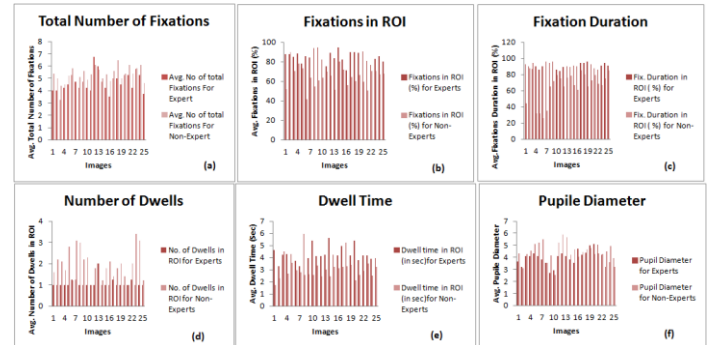 Total Number of Fixations
Avg. Total Number of Fixations
8
7
6
5
4
3
2
1
0
1 4 7 10 13 16 19 22 25
Images
Avg. No of total
Fixations For
Expert
Avg. No of total
Fixations For
Non-Expert
(a)
Fixations in ROI
Avg. Fixations in ROI (%)
100
90
80
70
60
50
40
30
20
10
0
1 4 7 10 13 16 19 22 25
Images
Fixations in ROI
(%) for Experts
Fixations in ROI
(%) for Non-
Experts
(b)
Fixation Duration
Avg.Fixations Duration in ROI (%)
120
100
80
60
40
20
0
1 4 7 10 13 16 19 22 25
Images
Fix. Duration in
ROI ( %) for
Experts
Fix. Duration in
ROI ( %) for
Non-Experts
(c)
Number of Dwells
Avg. Number of Dwells in ROI
4
3
2
1
0
1 4 7 10 13 16 19 22 25
Images
No. of Dwells in
ROI for Experts
No. of Dwells in
ROI for Non-
Experts
(d)
Dwell Time
Avg. Dwell Time (Sec)
7
6
5
4
3
2
1
0
1 4 7 10 13 16 19 22 25
Images
Dwell time in ROI
(in sec)for Experts
Dwell time in ROI
(in sec)for Non-
Experts
(e)
Pupile Diameter
Avg. Pupile Diameter
7
6
5
4
3
2
1
0
1 4 7 10 13 16 19 22 25
Images
Pupil Diameter
for Experts
Pupil Diameter
for Non-Experts
(f)